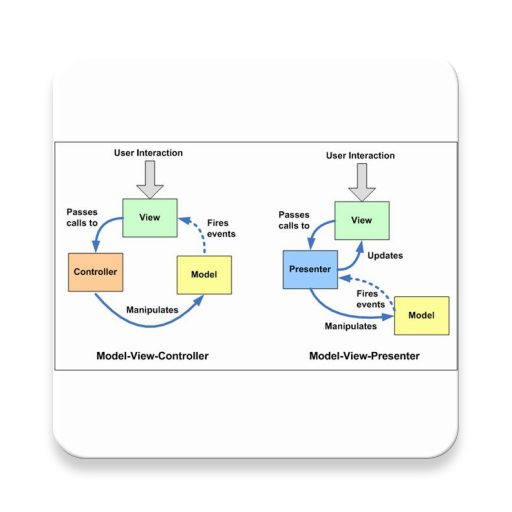 User Interaction
View
Passes
calls to
Fires
events
Controller
Model
Manipulates
Model-View-Controller
User Interaction
Passes
calls to
View
Updates
Presenter
Fires
events
Model
Manipulates
Model-View-Presenter